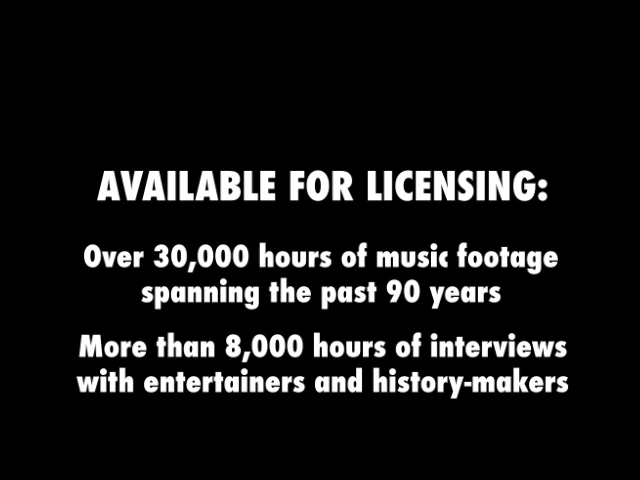 AVAILABLE FOR LICENSING:
Over 30,000 hours of music footage
spanning the past 90 years
More than 8,000 hours of interviews
with entertainers and history-makers